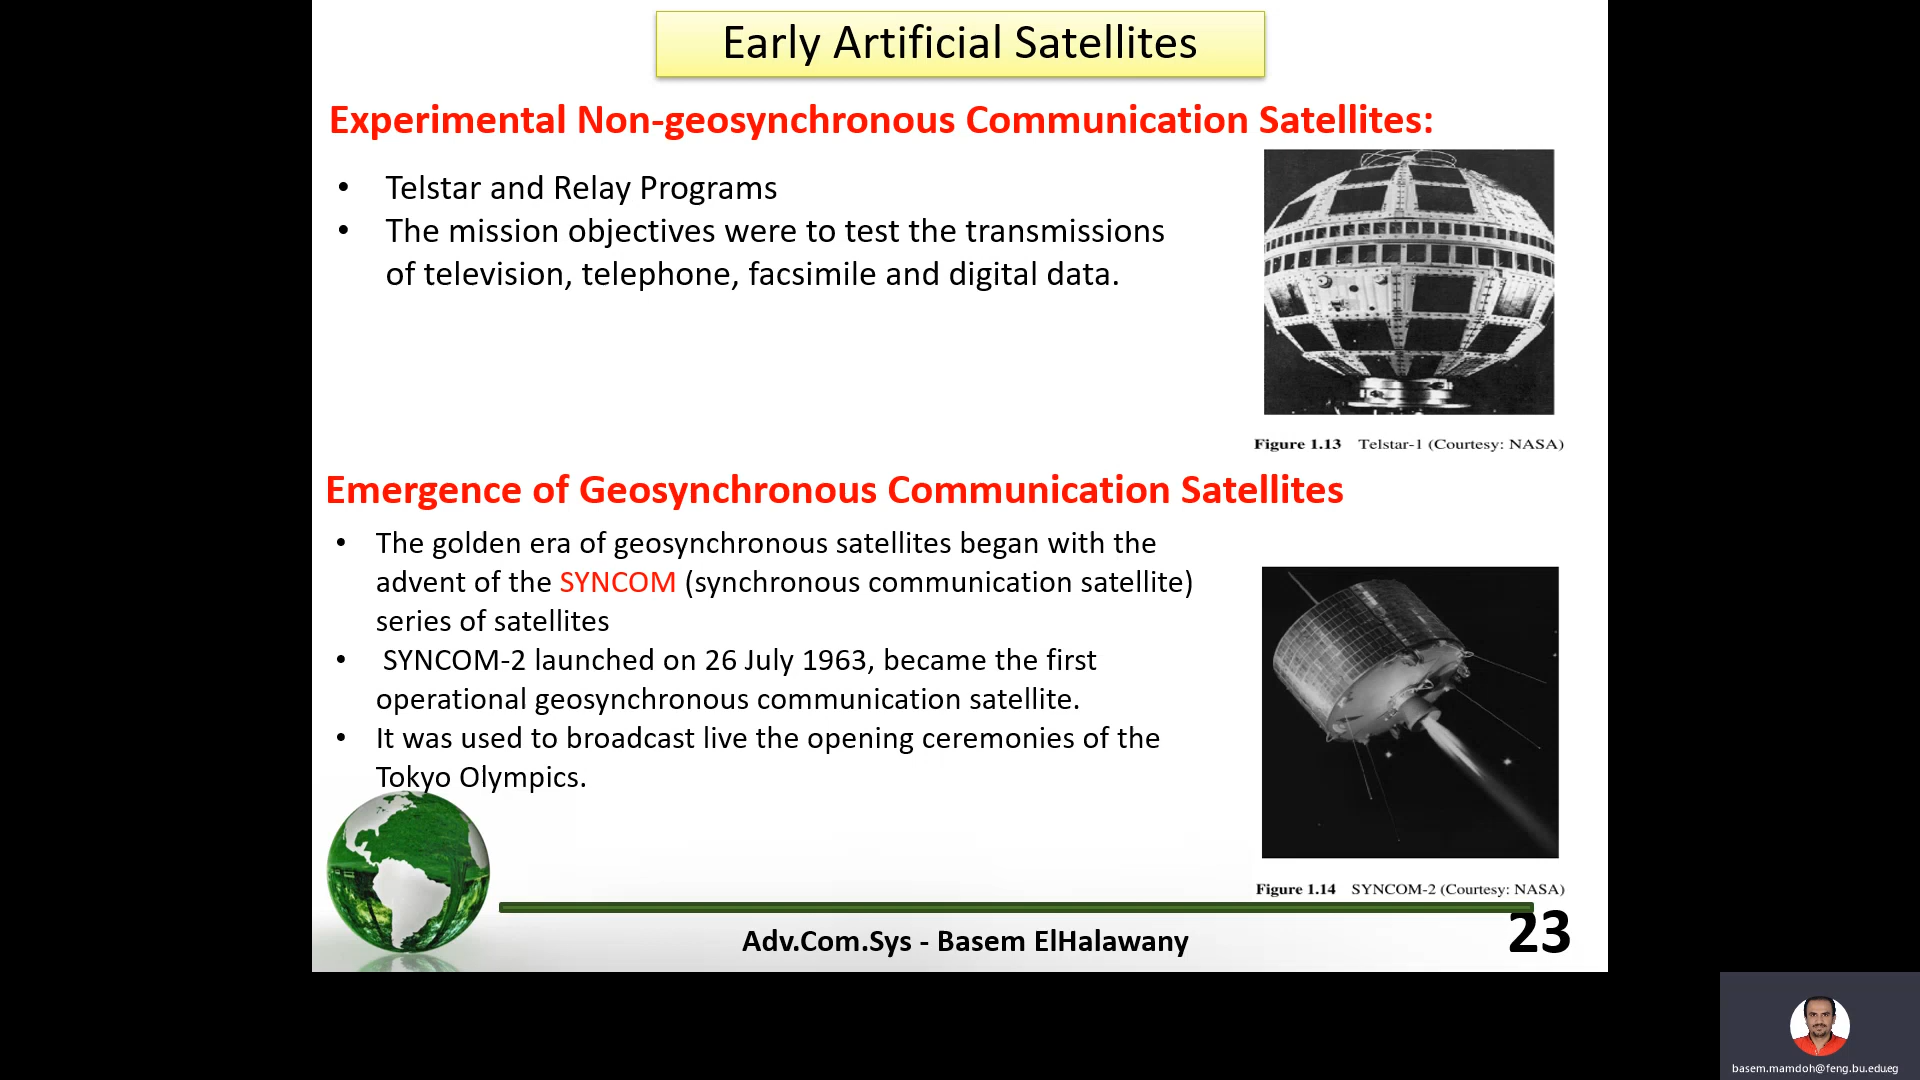 Early Artificial Satellites
Experimental Non-geosynchronous Communication Satellites:
• Telstar and Relay Programs
• The mission objectives were to test the transmissions
of television, telephone, facsimile and digital data.
Figure 1.13 Telstar-1 (Courtesy: NASA)
Emergence of Geosynchronous Communication Satellites
• The golden era of geosynchronous satellites began with the
advent of the SYNCOM (synchronous communication satellite)
series of satellites
• SYNCOM-2 launched on 26 July 1963, became the first
operational geosynchronous communication satellite.
• It was used to broadcast live the opening ceremonies of the
Tokyo Olympics.
Figure 1.14 SYNCOM-2 (Courtesy: NASA)
Adv.Com.Sys - Basem ElHalawany
23
basem.mamdoh@feng.bu.edu.eg